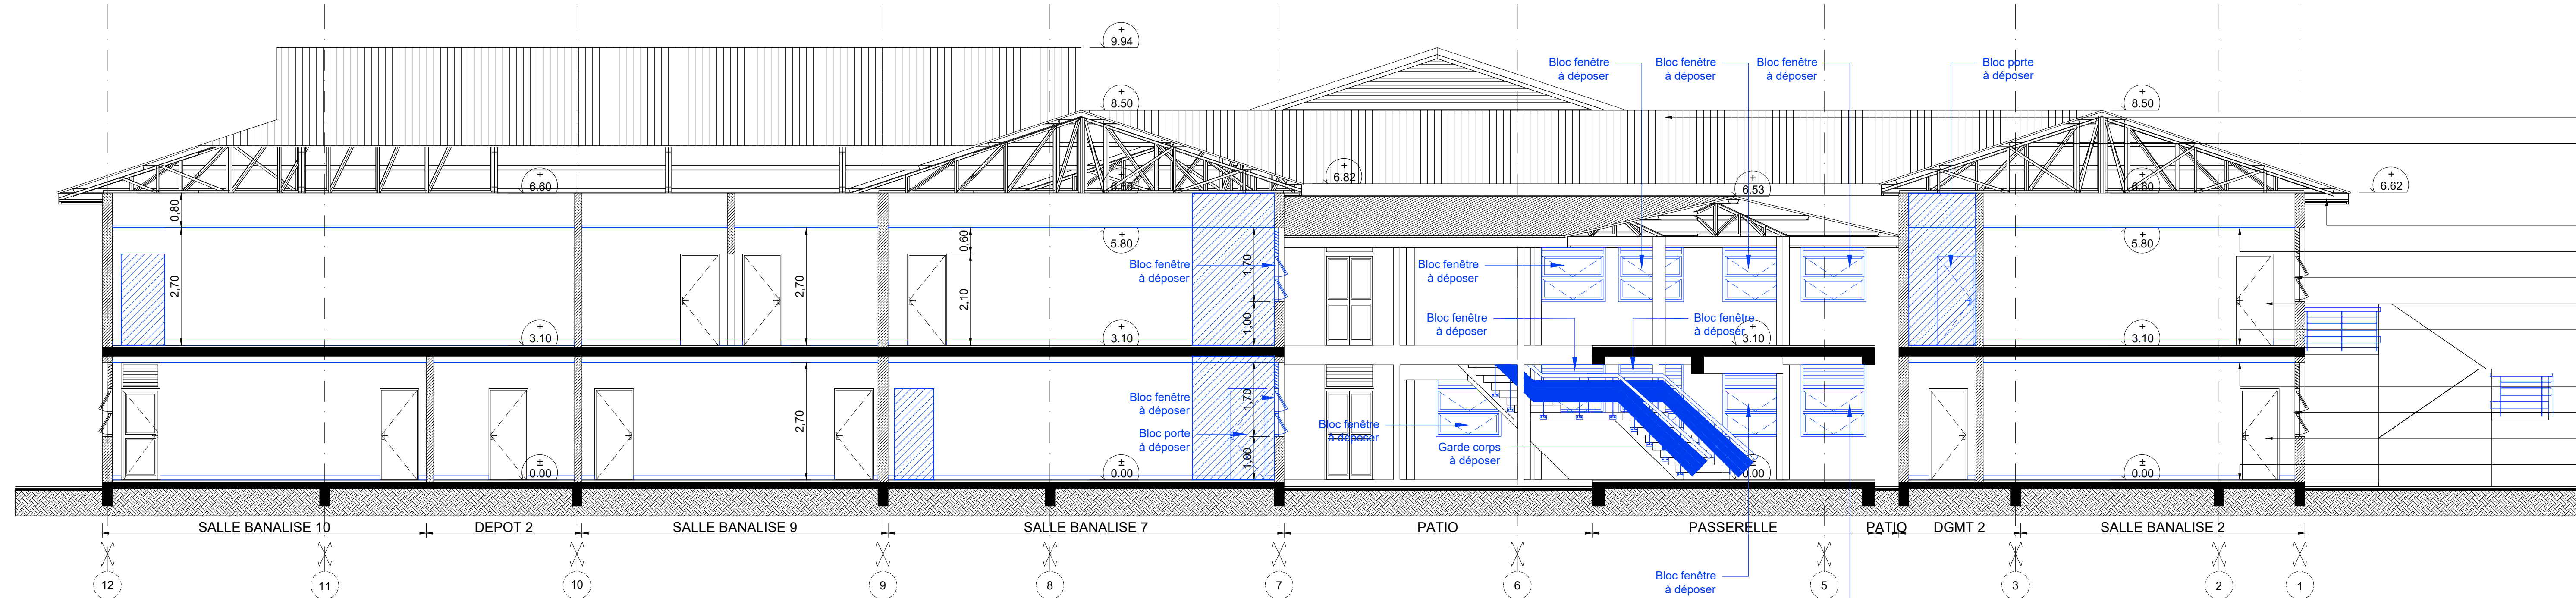 +
9.94
Bloc fenêtre
à déposer
Bloc fenêtre
à déposer
Bloc fenêtre
à déposer
Bloc porte
à déposer
+
8.50
+
8.50
+
6.60
+
6.60
+
6.82
+
6.53
+
6.60
+
6.62
0,80
2,70
2,70
0,60
2,10
+
5.80
+
5.80
Bloc fenêtre
à déposer
1,70
1,00
Bloc fenêtre
à déposer
Bloc fenêtre
à déposer
Bloc fenêtre
à déposer
+
3.10
+
3.10
+
3.10
+
3.10
2,70
Bloc fenêtre
à déposer
Bloc porte
à déposer
1,70
1,00
Bloc fenêtre
à déposer
Garde corps
à déposer
±
0.00
±
0.00
±
0.00
±
0.00
SALLE BANALISE 10
DEPOT 2
SALLE BANALISE 9
SALLE BANALISE 7
PATIO
PASSERELLE
PATIO
DGMT 2
SALLE BANALISE 2
Bloc fenêtre
à déposer
12
11
10
9
8
7
6
5
3
2
1